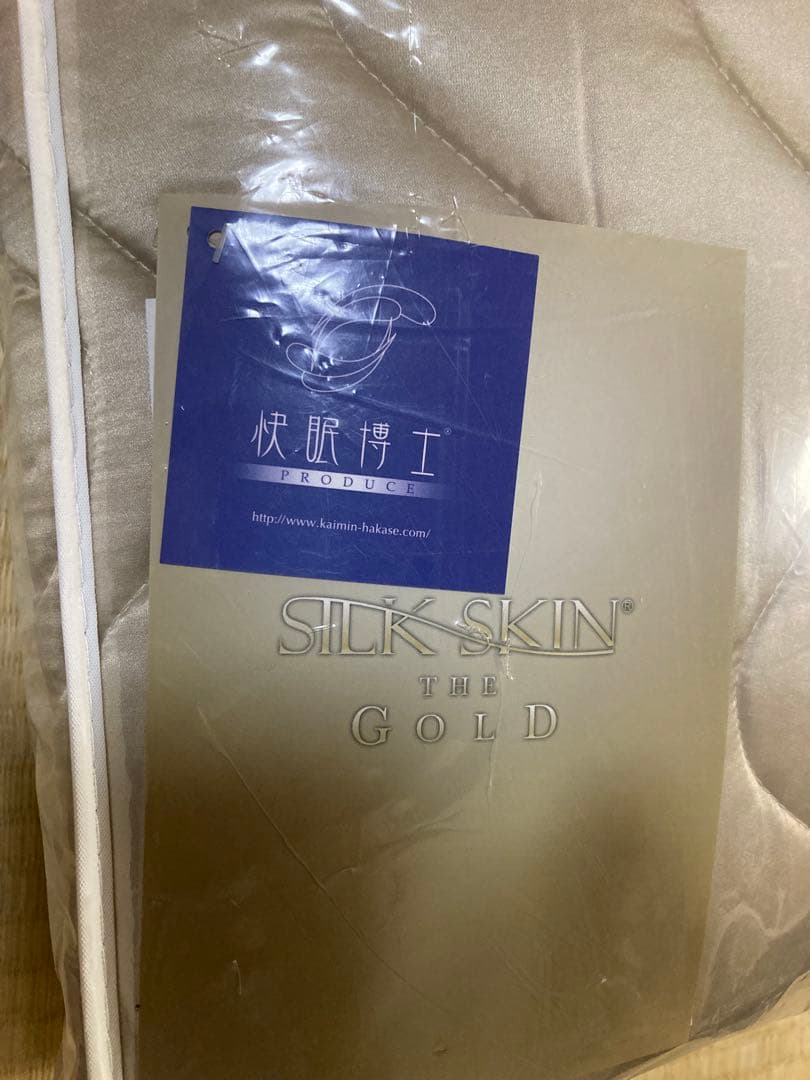 快眠博士®
PRODUCE
http://www.kaimin-hakase.com/
SILK SKIN®
THE
GOLD